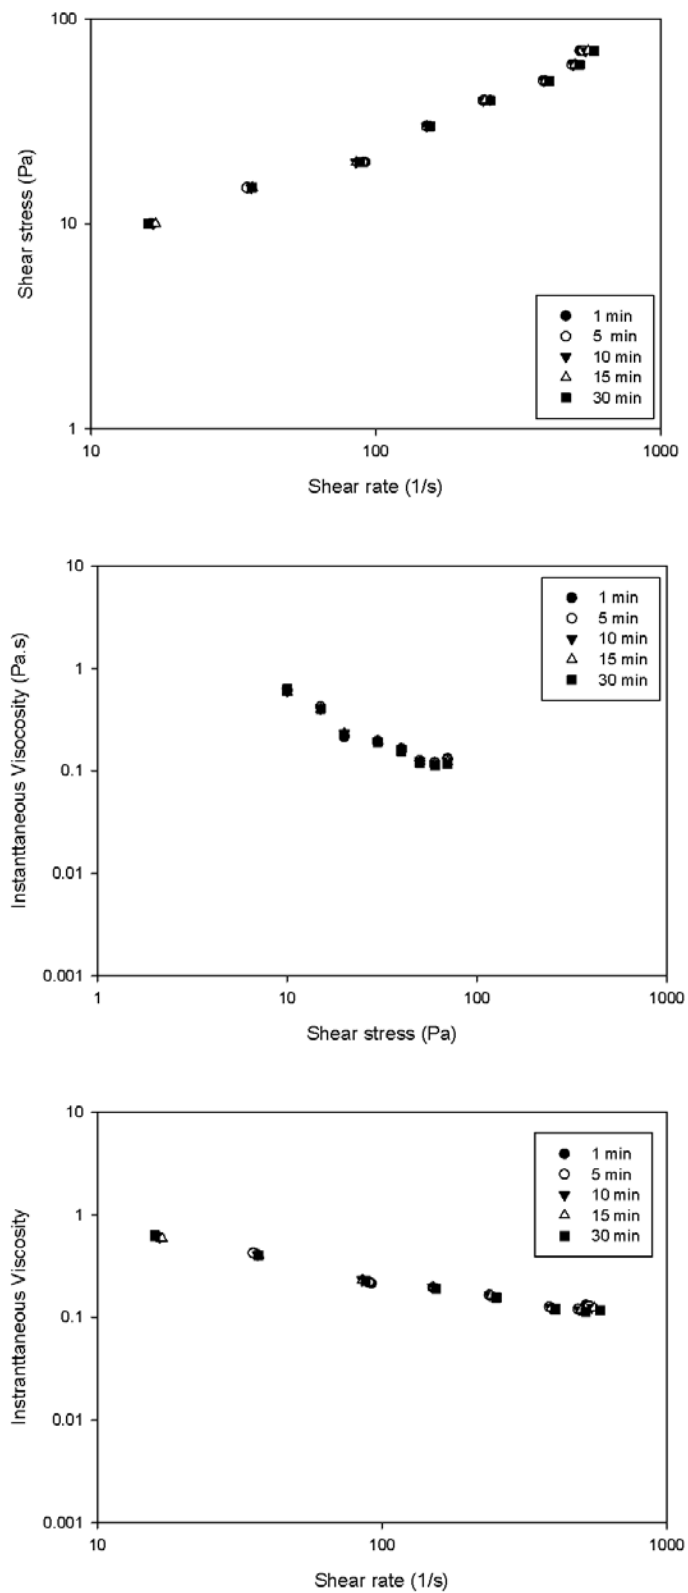 100
10
1
Shear stress (Pa)
1 min
5 min
10 min
15 min
30 min
10
100
1000
Shear rate (1/s)
10
1
0.1
0.01
0.001
Instanttaneous Visocosity (Pa.s)
1 min
5 min
10 min
15 min
30 min
1
10
100
1000
Shear stress (Pa)
10
1
0.1
0.01
0.001
Instranttaneous Viscosity
1 min
5 min
10 min
15 min
30 min
10
100
1000
Shear rate (1/s)